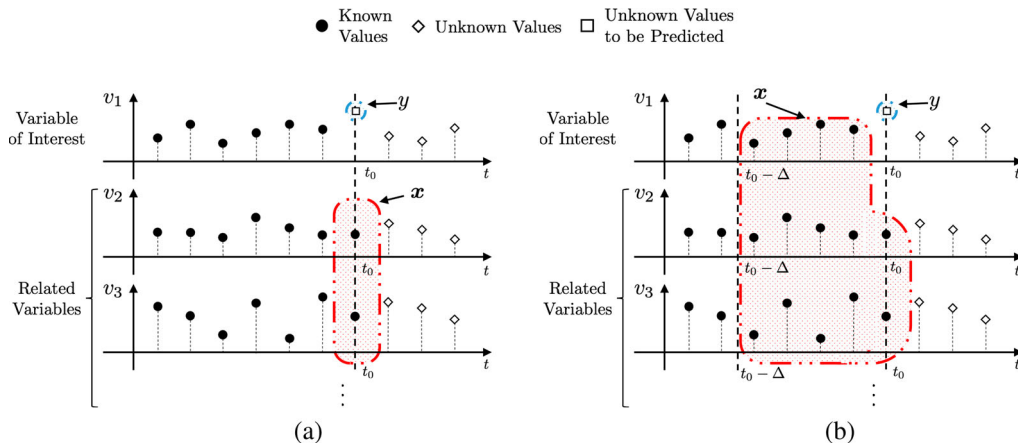 Known Values
Unknown Values
Unknown Values to be Predicted
Variable of Interest
v₁
y
t₀
t
v₂
x
t₀
t
Related Variables
v₃
t₀
t
⋮
(a)
Variable of Interest
v₁
x
y
t₀ − Δ
t₀
t
v₂
t₀ − Δ
t₀
t
Related Variables
v₃
t₀ − Δ
t₀
t
⋮
(b)